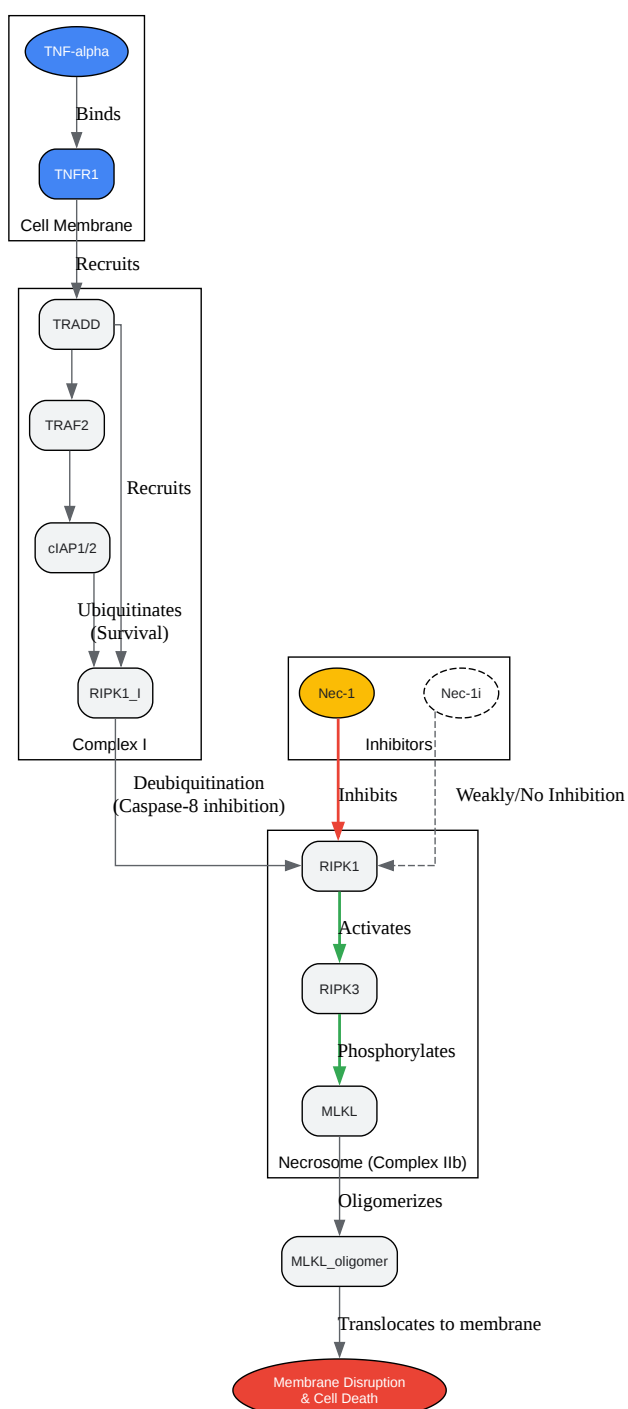 TNF-alpha
Binds
TNFR1
Cell Membrane
Recruits
TRADD
TRAF2
Recruits
cIAP1/2
Ubiquitinates
(Survival)
RIPK1_I
Complex I
Nec-1
Nec-1i
Inhibitors
Deubiquitination
(Caspase-8 inhibition)
Inhibits
Weakly/No Inhibition
RIPK1
Activates
RIPK3
Phosphorylates
MLKL
Necrosome (Complex IIb)
Oligomerizes
MLKL_oligomer
Translocates to membrane
Membrane Disruption
& Cell Death